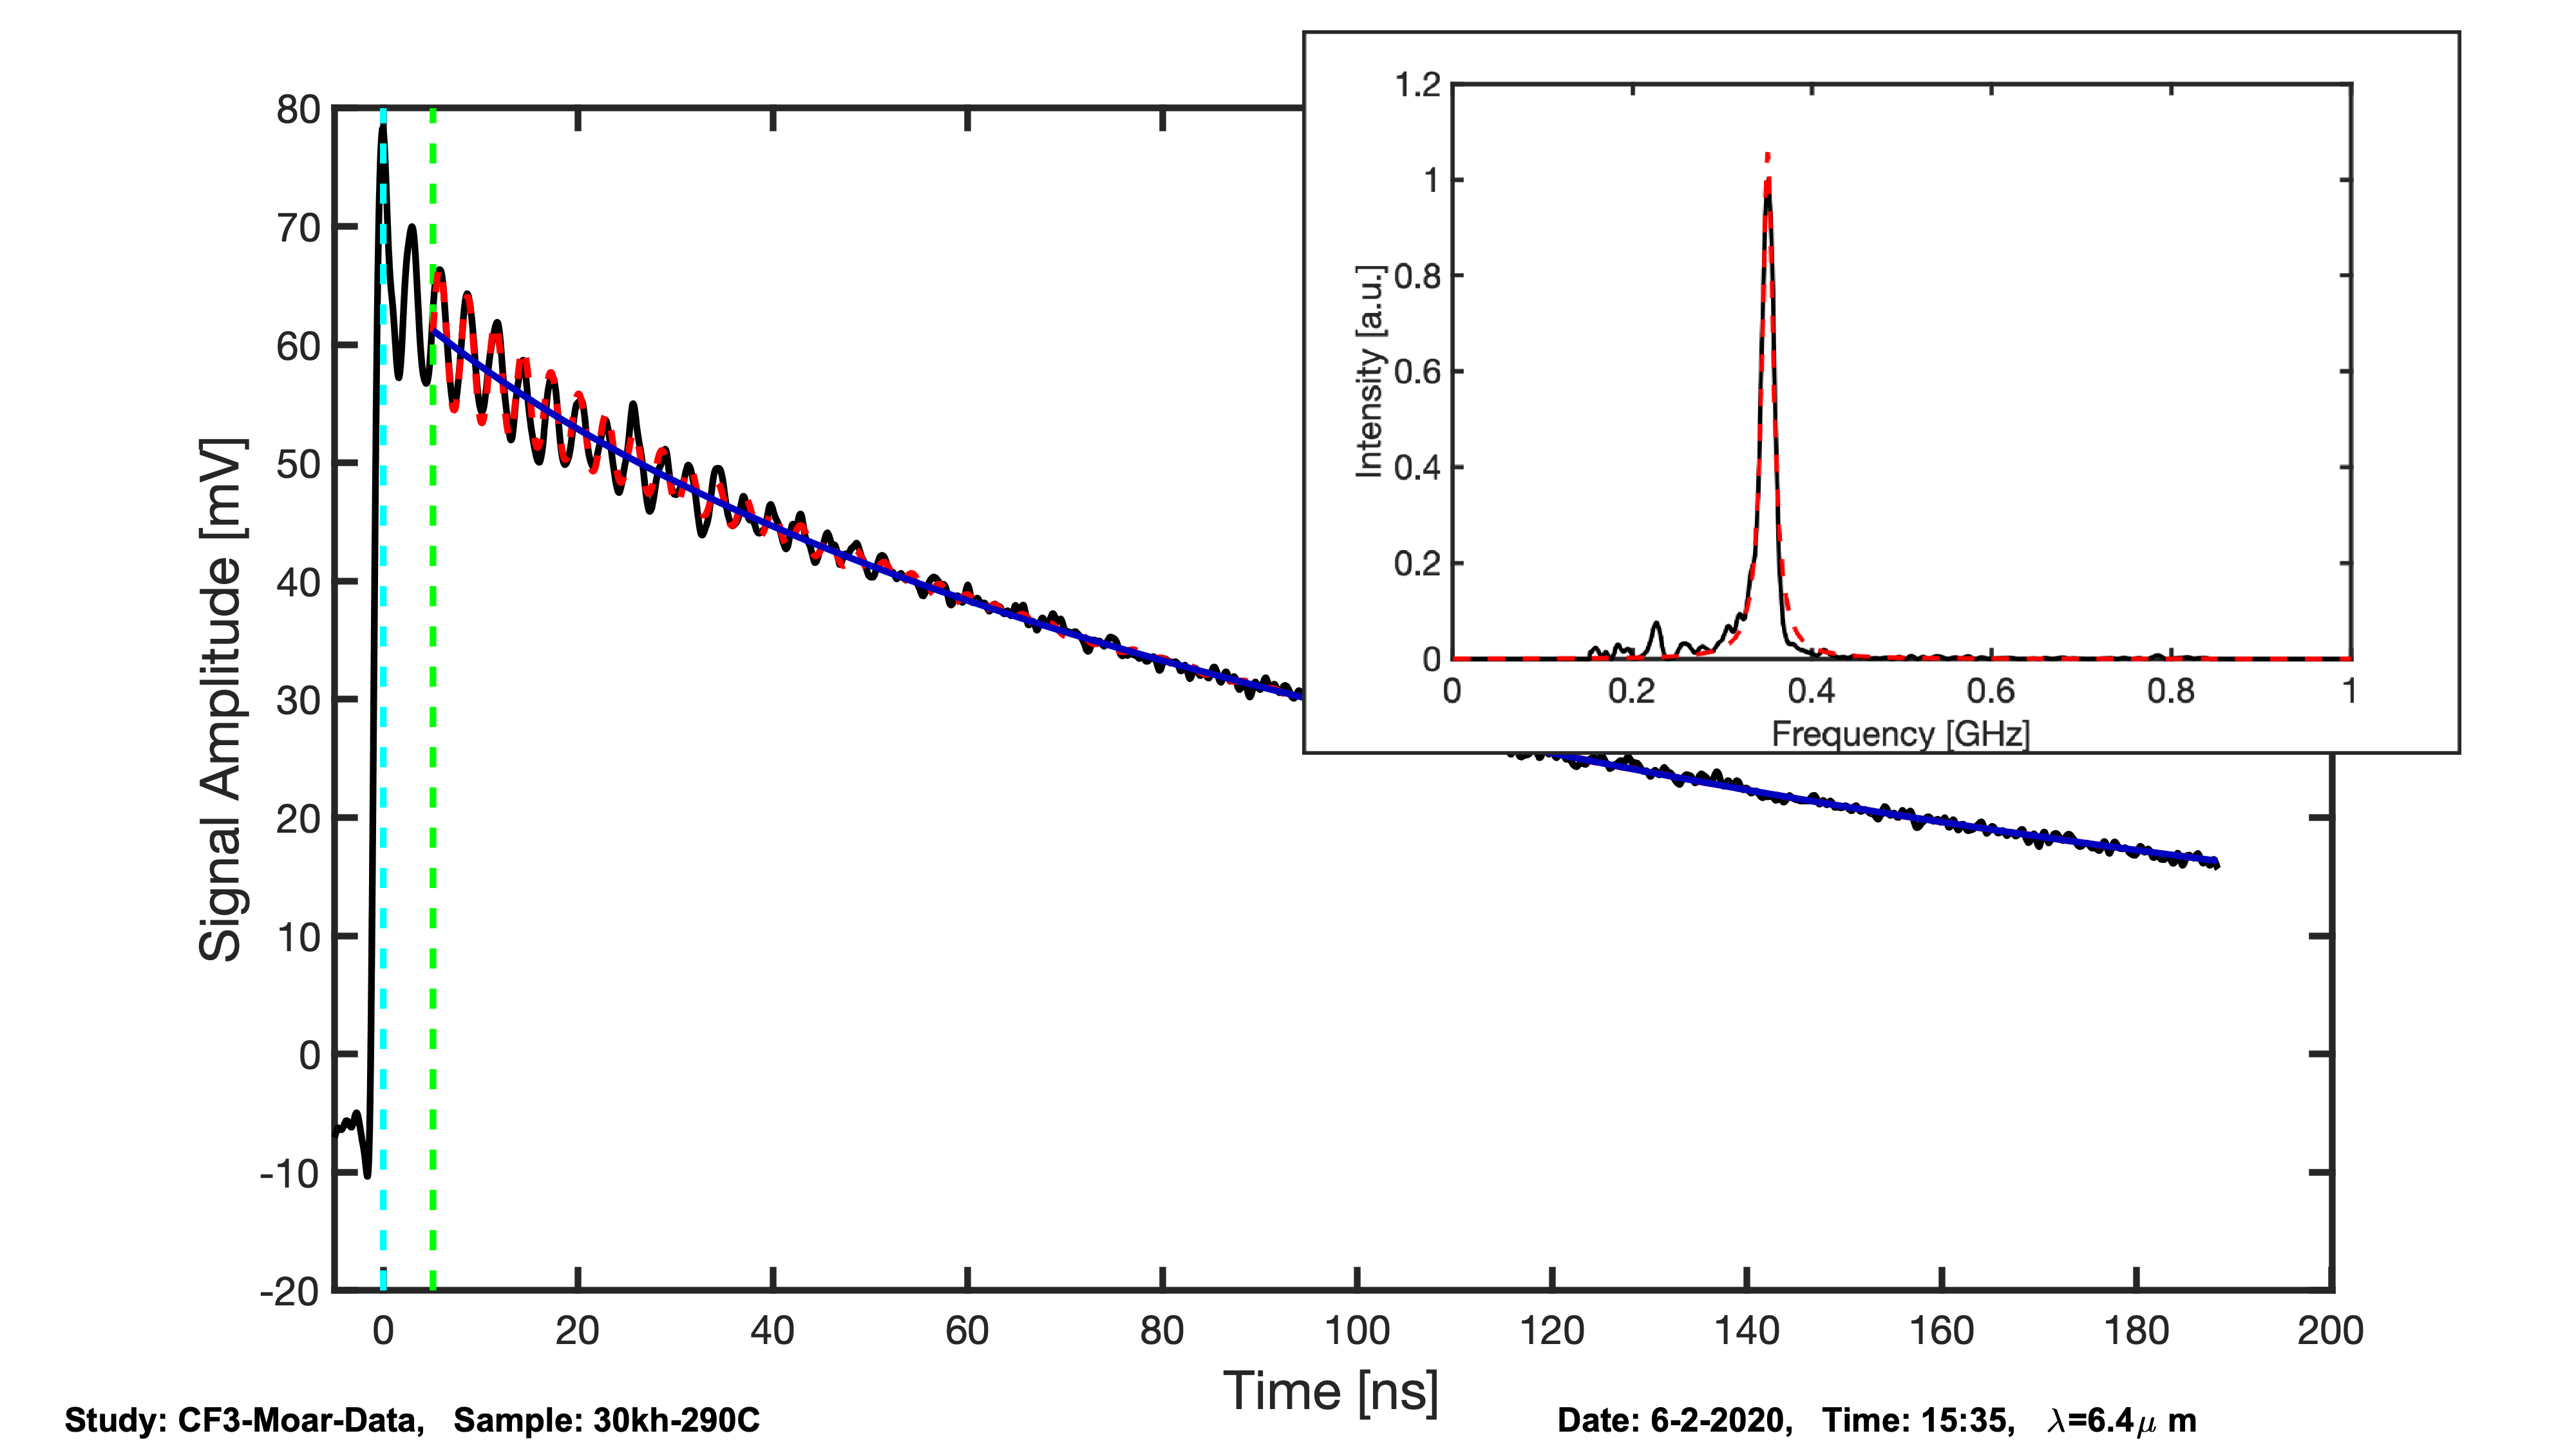 80
70
60
50
40
30
20
10
0
-10
-20
Signal Amplitude [mV]
0 20 40 60 80 100 120 140 160 180 200
Time [ns]
1.2
1
0.8
0.6
0.4
0.2
0
Intensity [a.u.]
0 0.2 0.4 0.6 0.8 1
Frequency [GHz]
Study: CF3-Moar-Data, Sample: 30kh-290C
Date: 6-2-2020, Time: 15:35, λ=6.4μ m